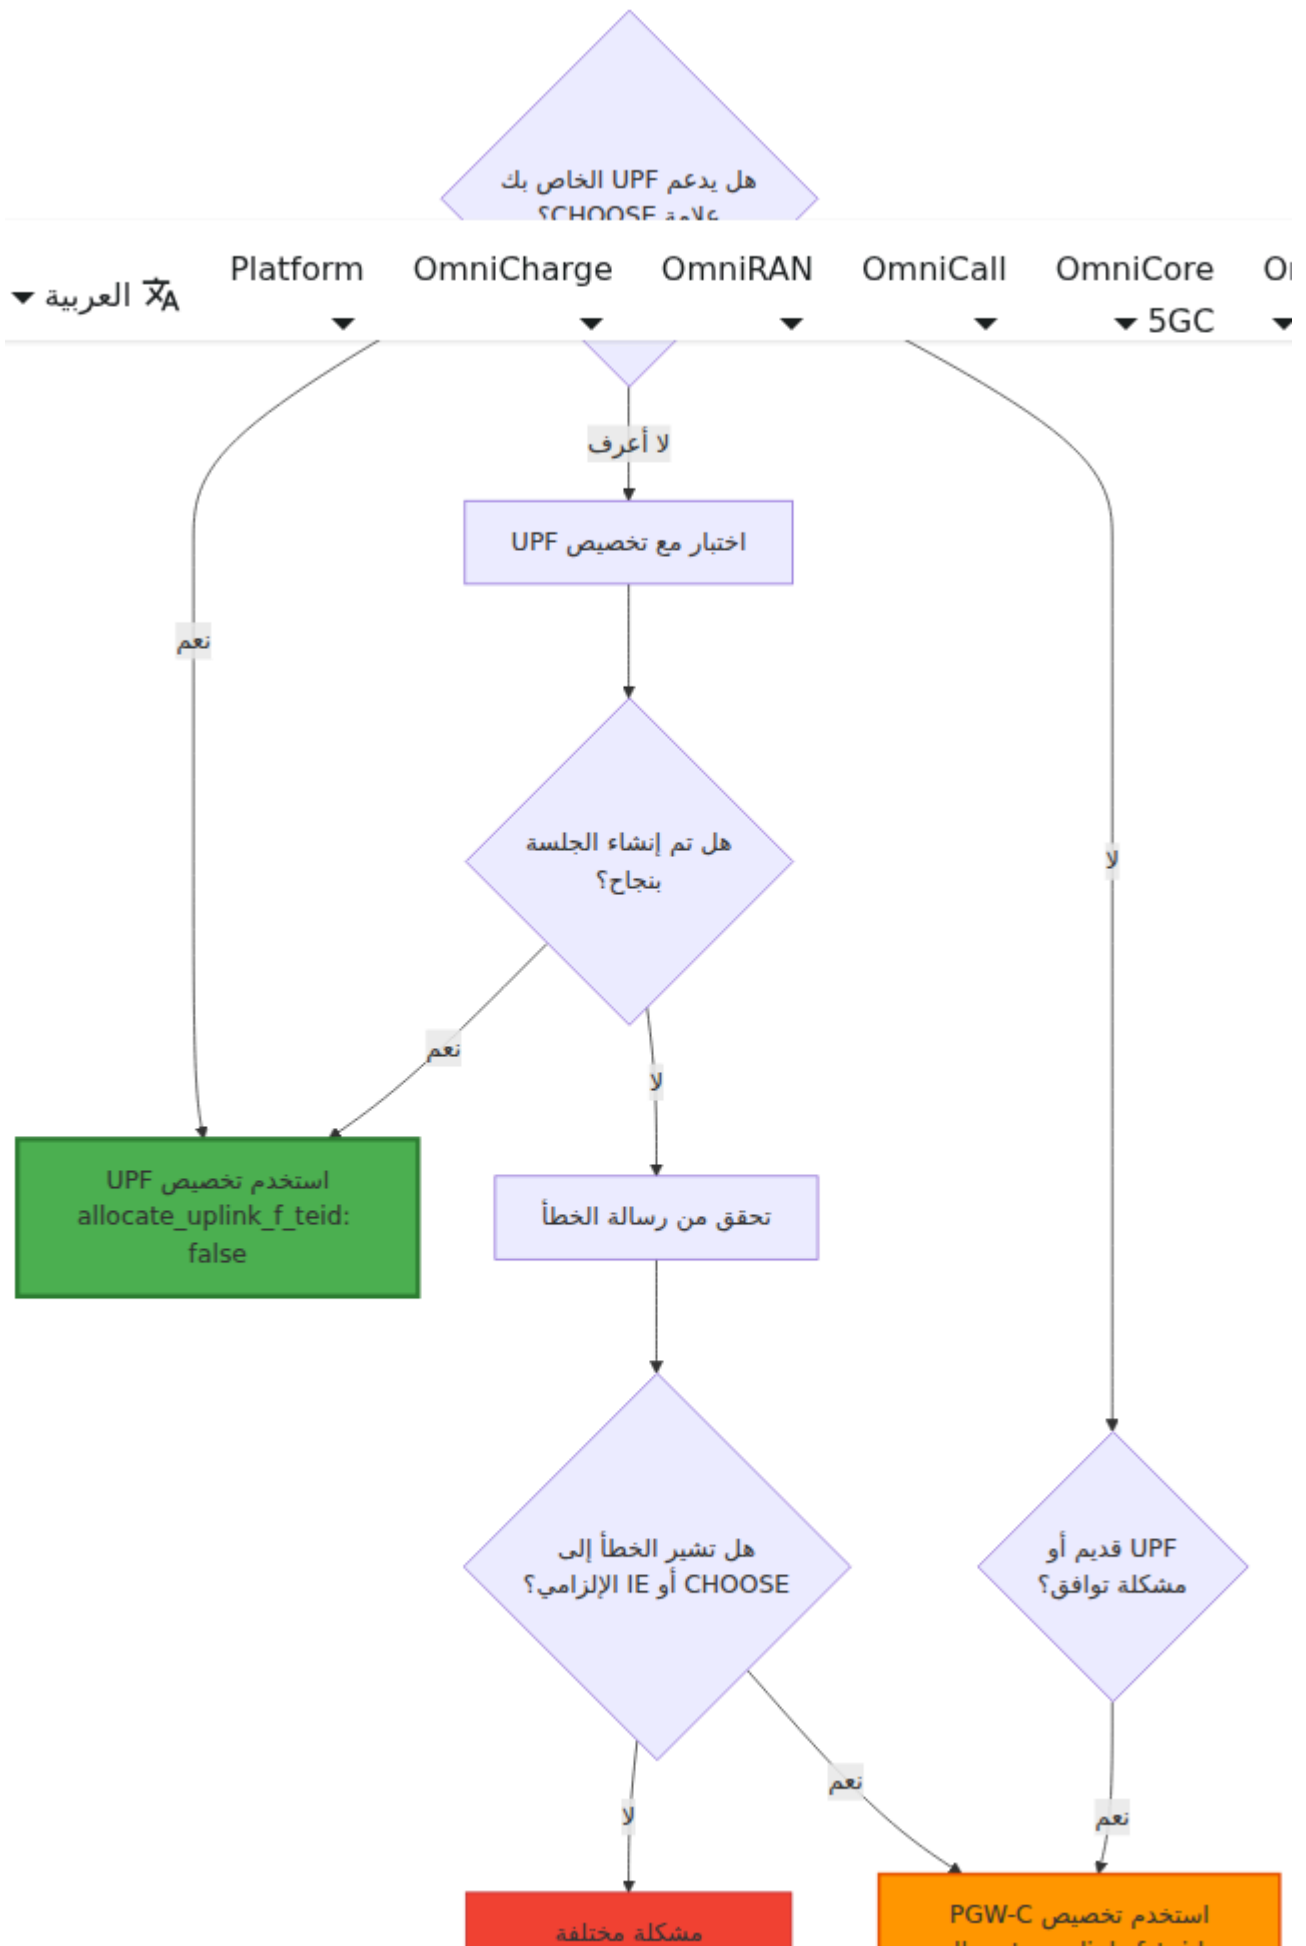 هل يدعم UPF الخاص بك
علامة CHOOSE؟
العربية
Platform
OmniCharge
OmniRAN
OmniCall
OmniCore
5GC
لا أعرف
اختبار مع تخصيص UPF
نعم
هل تم إنشاء الجلسة
بنجاح؟
لا
نعم
لا
استخدم تخصيص UPF
allocate_uplink_f_teid:
false
تحقق من رسالة الخطأ
هل تشير الخطأ إلى
CHOOSE أو IE الإلزامي؟
UPF قديم أو
مشكلة توافق؟
نعم
لا
نعم
مشكلة مختلفة
استخدم تخصيص PGW-C